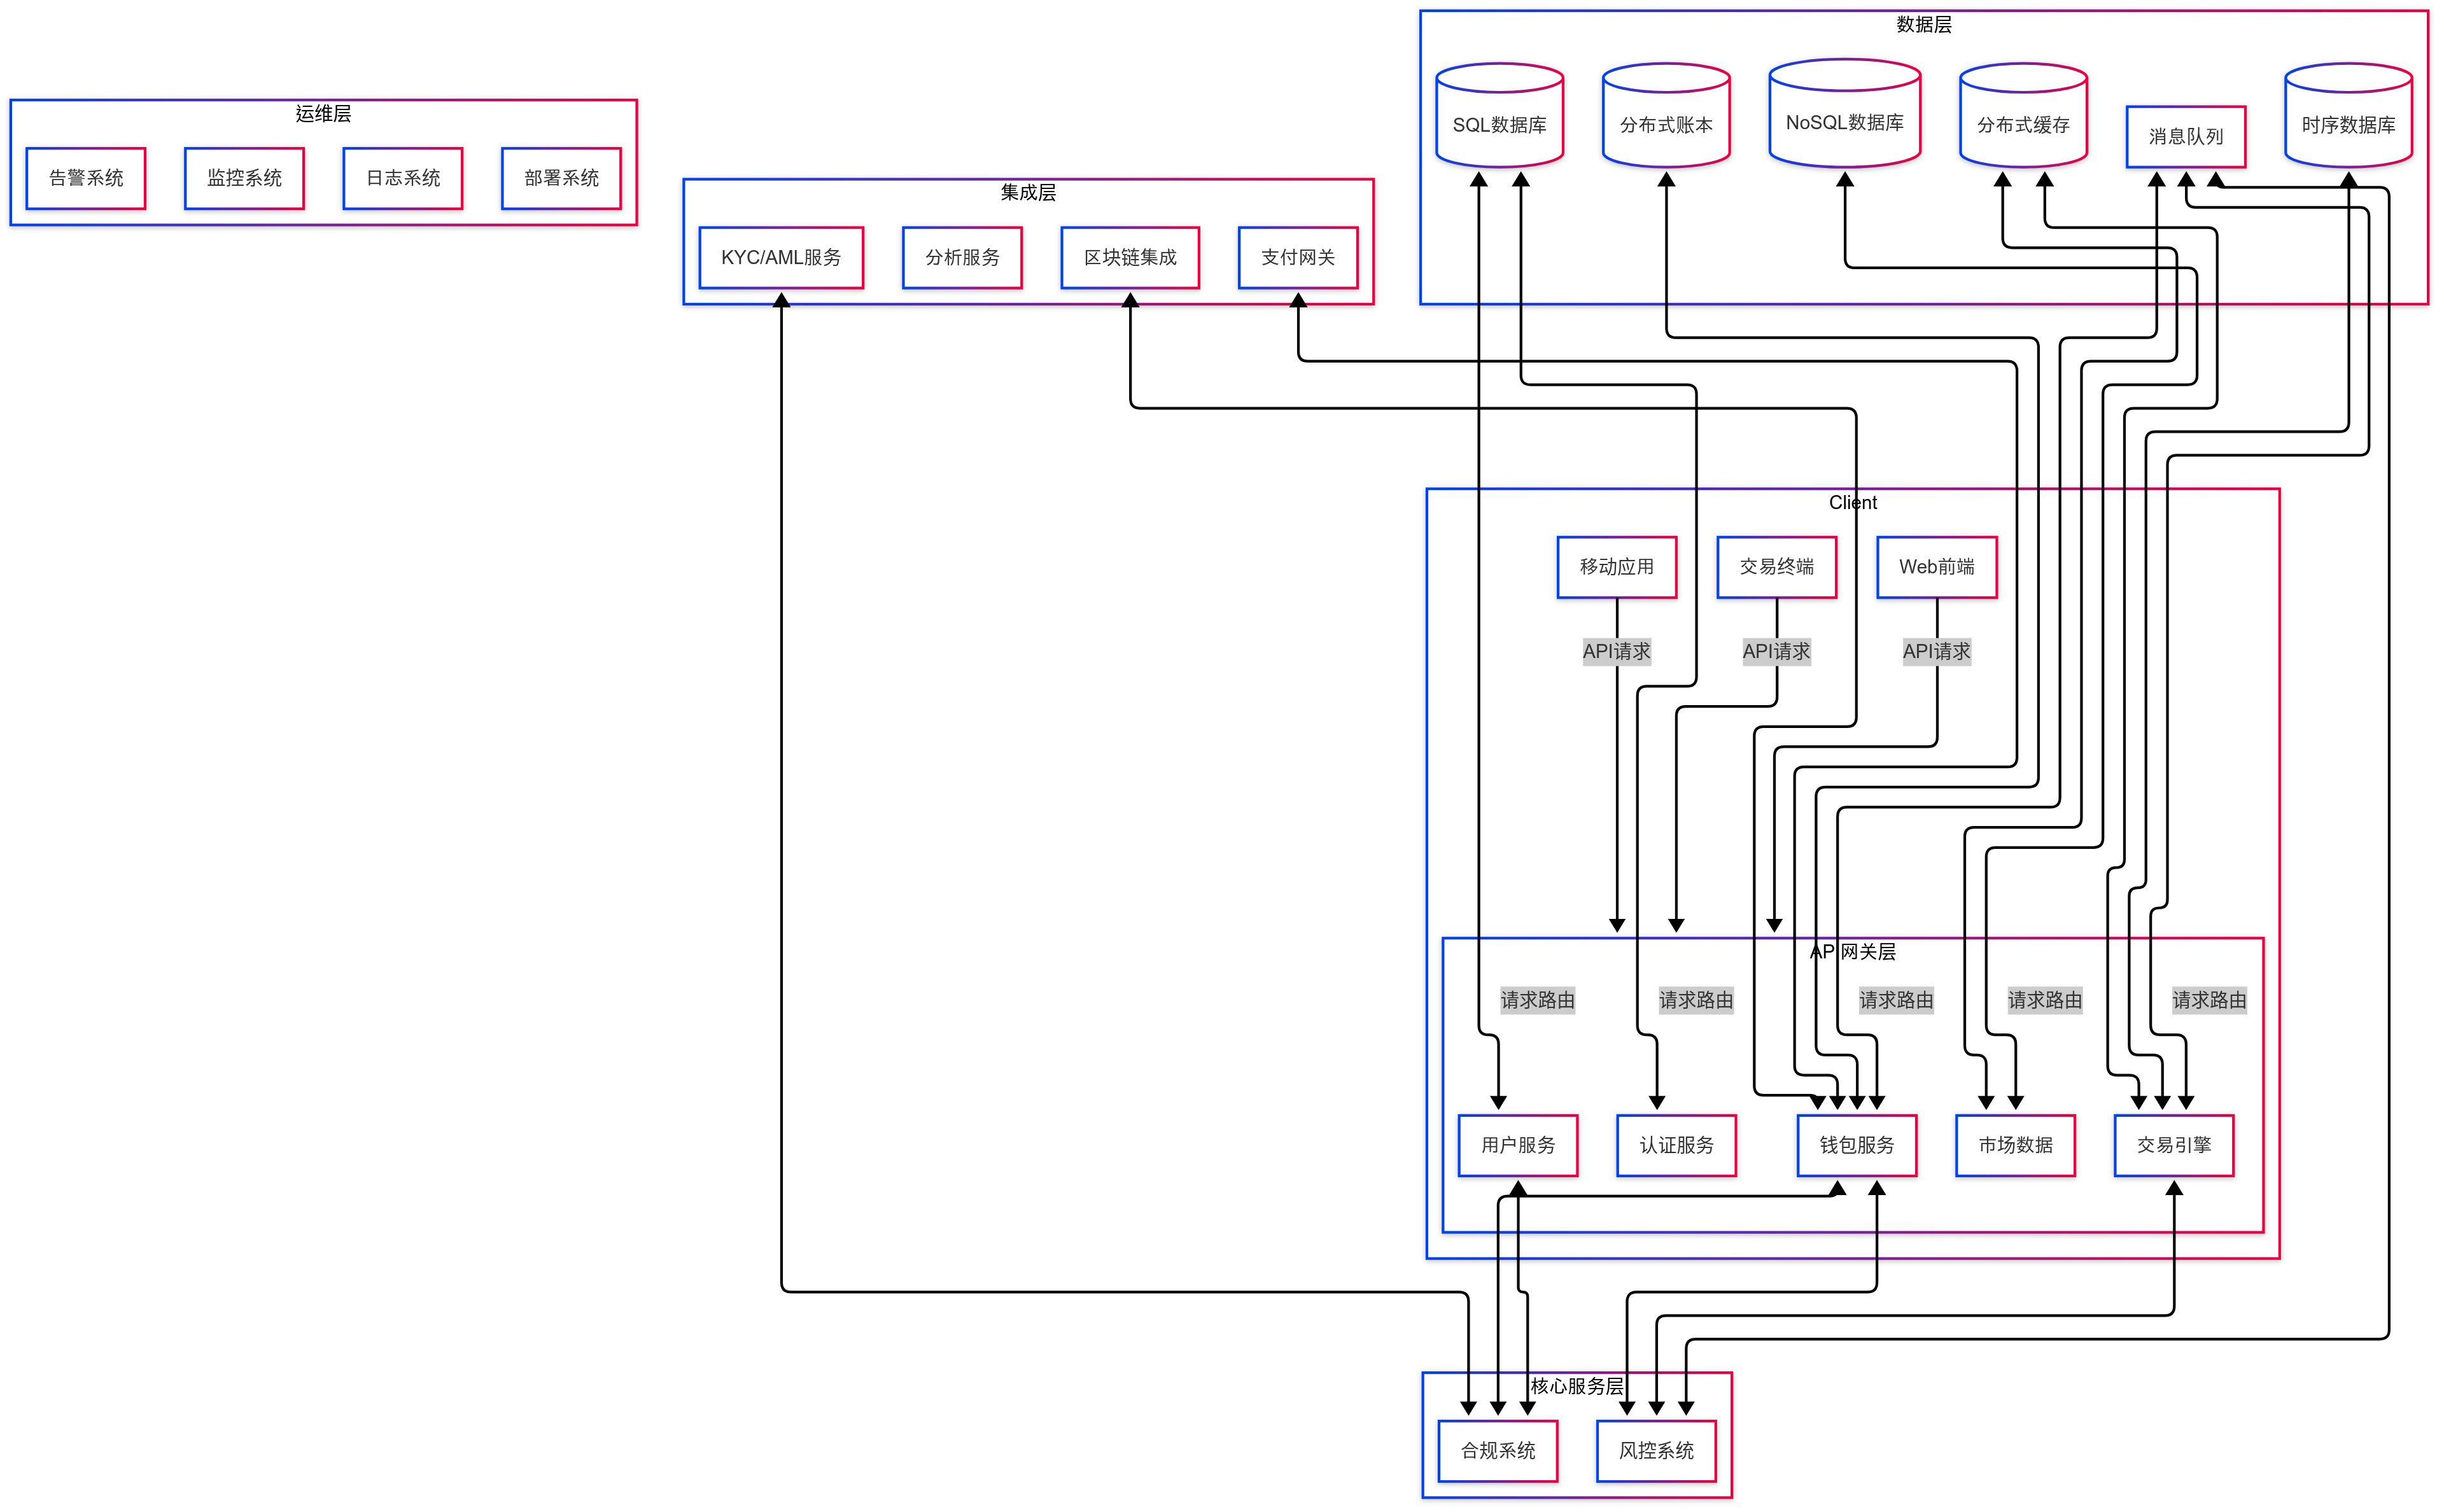 数据层
SQL数据库
分布式账本
NoSQL数据库
分布式缓存
消息队列
时序数据库
运维层
告警系统
监控系统
日志系统
部署系统
集成层
KYC/AML服务
分析服务
区块链集成
支付网关
Client
移动应用
交易终端
Web前端
API请求
API请求
API请求
API网关层
请求路由
请求路由
请求路由
请求路由
请求路由
用户服务
认证服务
钱包服务
市场数据
交易引擎
核心服务层
合规系统
风控系统